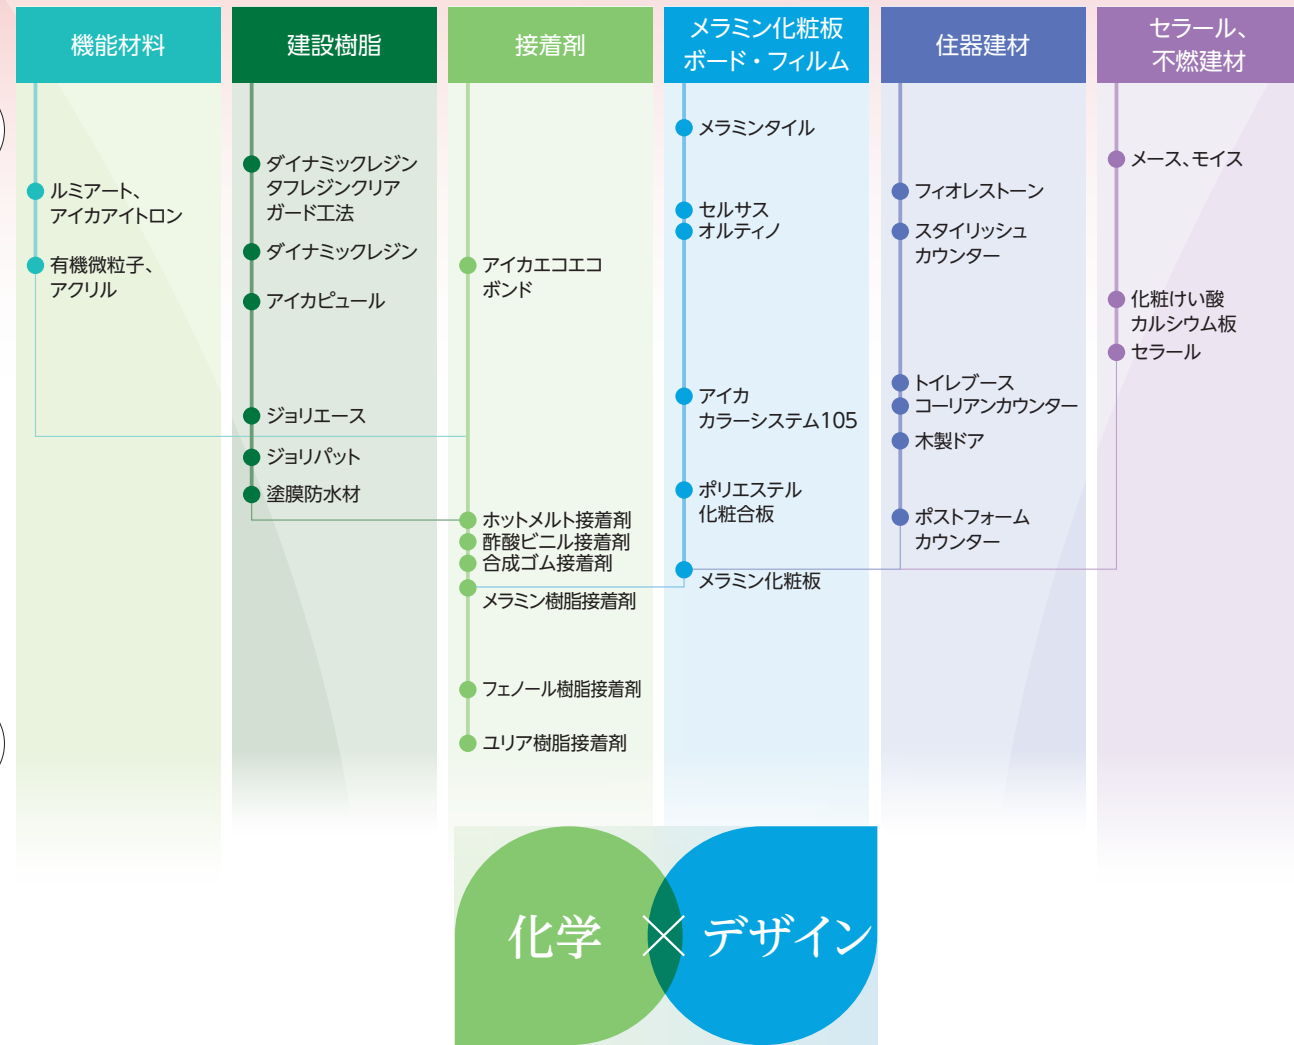 機能材料
建設樹脂
接着剤
メラミン化粧板
ボード・フィルム
住器建材
セラール、
不燃建材
ルミアート、
アイカアイトロン
有機微粒子、
アクリル
ダイナミックレジン
タフレジンクリア
ガード工法
ダイナミックレジン
アイカピュール
ジョリエース
ジョリパット
塗膜防水材
アイカエコエコ
ボンド
ホットメルト接着剤
酢酸ビニル接着剤
合成ゴム接着剤
メラミン樹脂接着剤
フェノール樹脂接着剤
ユリア樹脂接着剤
メラミンタイル
セルサス
オルティノ
アイカ
カラーシステム105
ポリエステル
化粧合板
メラミン化粧板
フィオレストーン
スタイリッシュ
カウンター
トイレブース
コーリアンカウンター
木製ドア
ポストフォーム
カウンター
メース、モイス
化粧けい酸
カルシウム板
セラール
化学 × デザイン